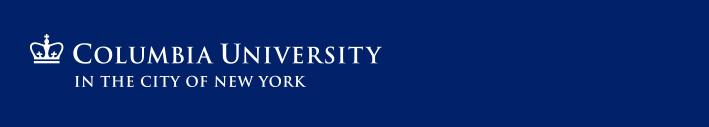 COLUMBIA UNIVERSITY
IN THE CITY OF NEW YORK